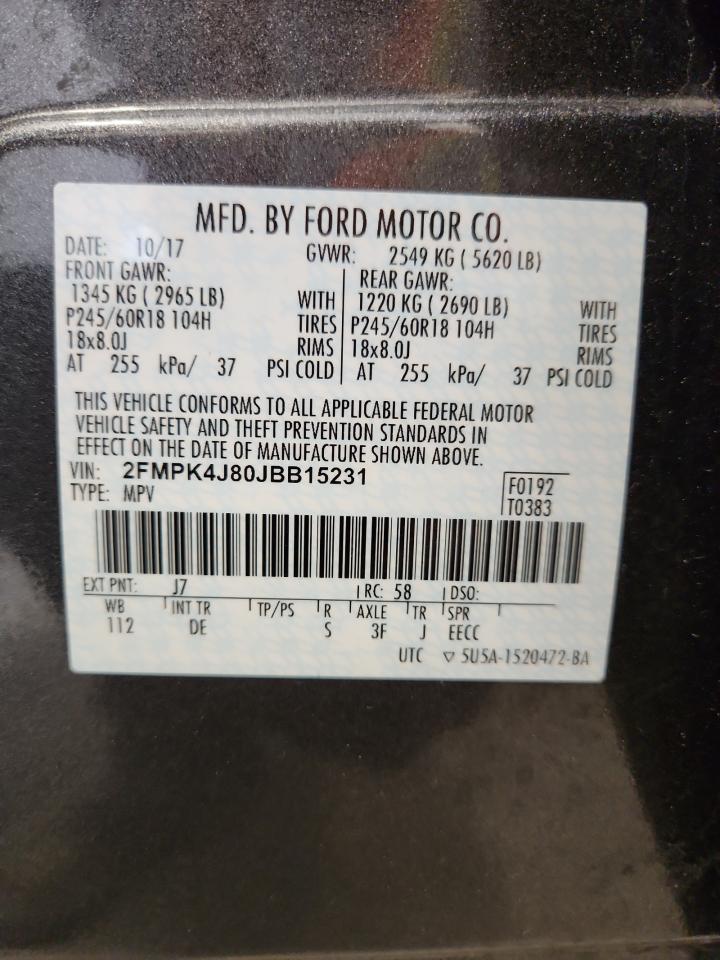 MFD. BY FORD MOTOR CO.
DATE: 10/17 GVWR: 2549 KG ( 5620 LB)
FRONT GAWR: REAR GAWR:
1345 KG ( 2965 LB) WITH 1220 KG ( 2690 LB) WITH
P245/60R18 104H TIRES P245/60R18 104H TIRES
18x8.0J RIMS 18x8.0J RIMS
AT 255 kPa/ 37 PSI COLD AT 255 kPa/ 37 PSI COLD
THIS VEHICLE CONFORMS TO ALL APPLICABLE FEDERAL MOTOR
VEHICLE SAFETY AND THEFT PREVENTION STANDARDS IN
EFFECT ON THE DATE OF MANUFACTURE SHOWN ABOVE.
VIN: 2FMPK4J80JBB15231 F0192
TYPE: MPV T0383
EXT PNT: J7 RC: 58 DSO:
WB INT TR TP/PS R AXLE TR SPR
112 DE S 3F J EECC
UTC ▽ 5U5A-1520472-BA